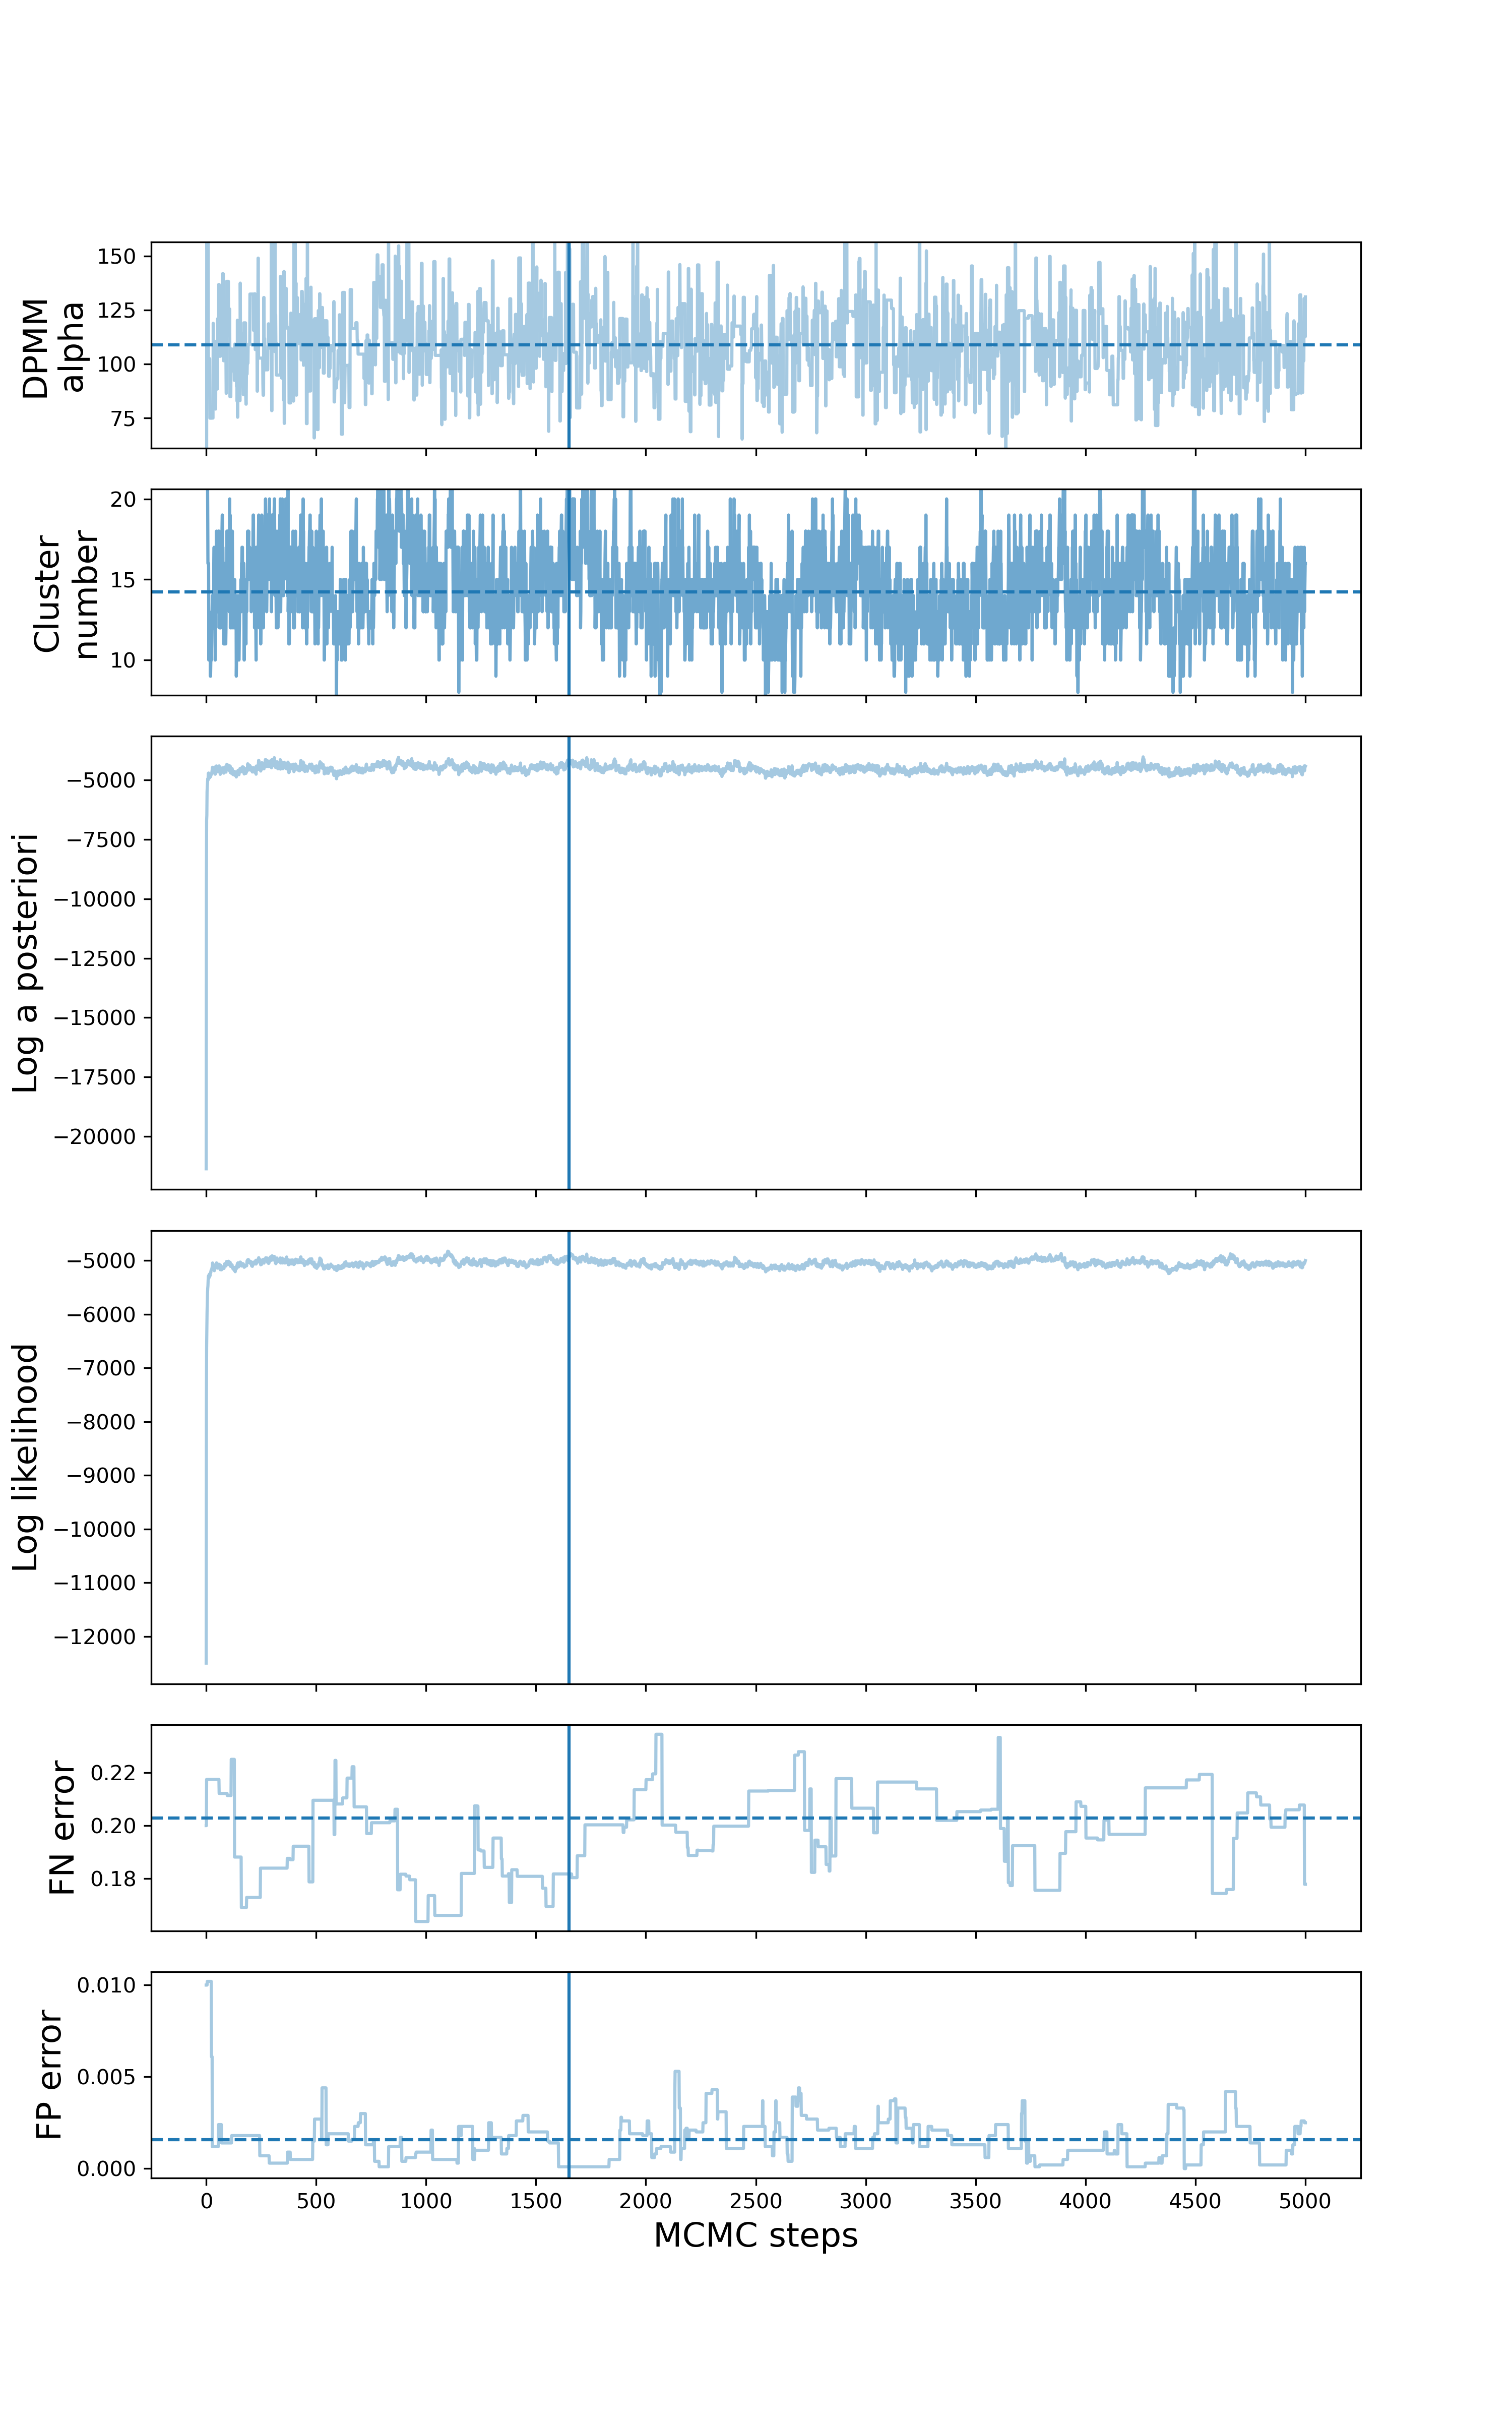 DPMM
alpha
150
125
100
75
Cluster
number
20
15
10
Log a posteriori
−5000
−7500
−10000
−12500
−15000
−17500
−20000
Log likelihood
−5000
−6000
−7000
−8000
−9000
−10000
−11000
−12000
FN error
0.22
0.20
0.18
FP error
0.010
0.005
0.000
0 500 1000 1500 2000 2500 3000 3500 4000 4500 5000
MCMC steps